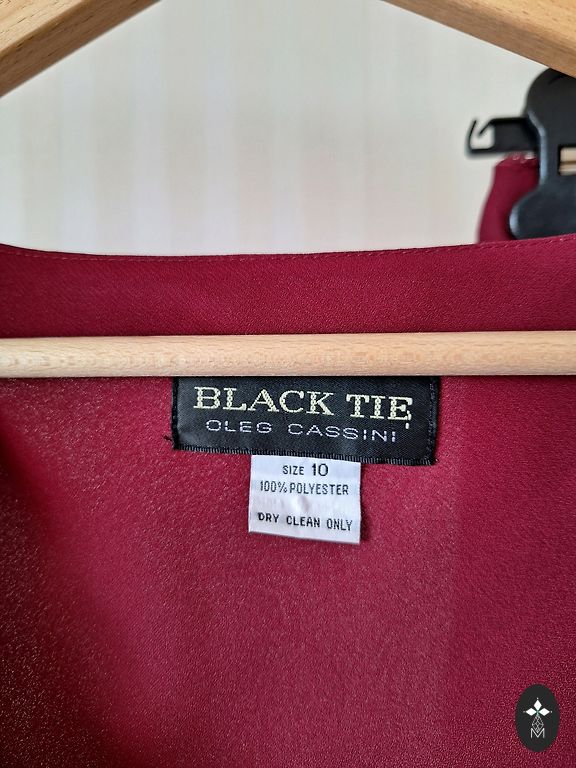 BLACK TIE
OLEG CASSINI
SIZE 10
100% POLYESTER
DRY CLEAN ONLY
M